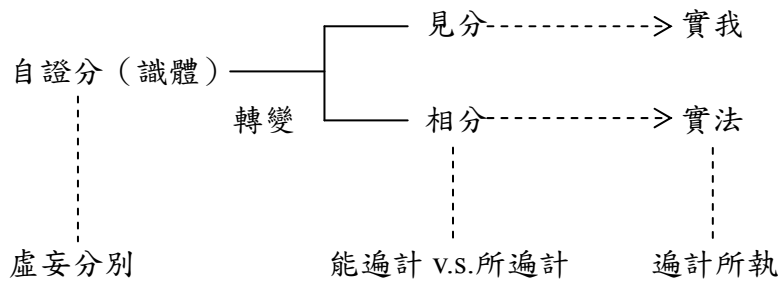 見分 實我
自證分（識體）
轉變 相分 實法
虛妄分別 能遍計 v.s.所遍計 遍計所執